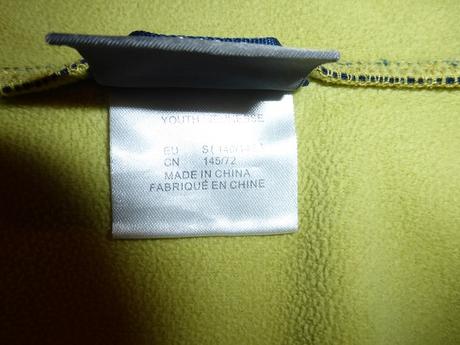 YOUTH
EU S(
CN 145/72
MADE IN CHINA
FABRIQUÉ EN CHINE